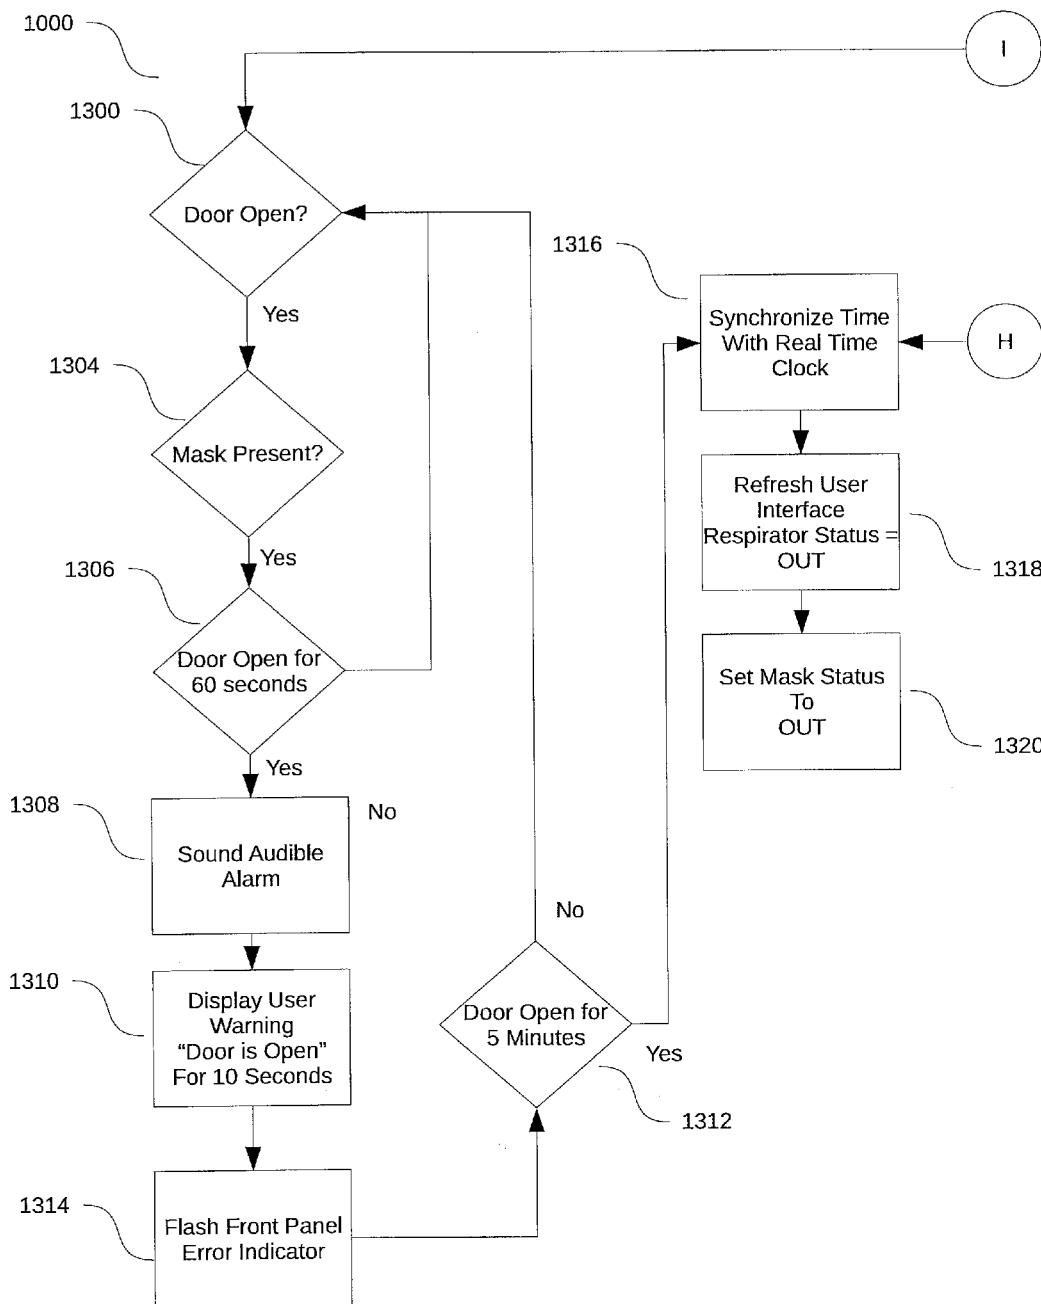 1000
I
1300
Door Open?
Yes
1316
Synchronize Time
With Real Time
Clock
H
1304
Mask Present?
Yes
Refresh User
Interface
Respirator Status =
OUT
1318
1306
Door Open for
60 seconds
Yes
Set Mask Status
To
OUT
1320
1308
No
Sound Audible
Alarm
No
1310
Display User
Warning
“Door is Open”
For 10 Seconds
Door Open for
5 Minutes
Yes
1312
1314
Flash Front Panel
Error Indicator